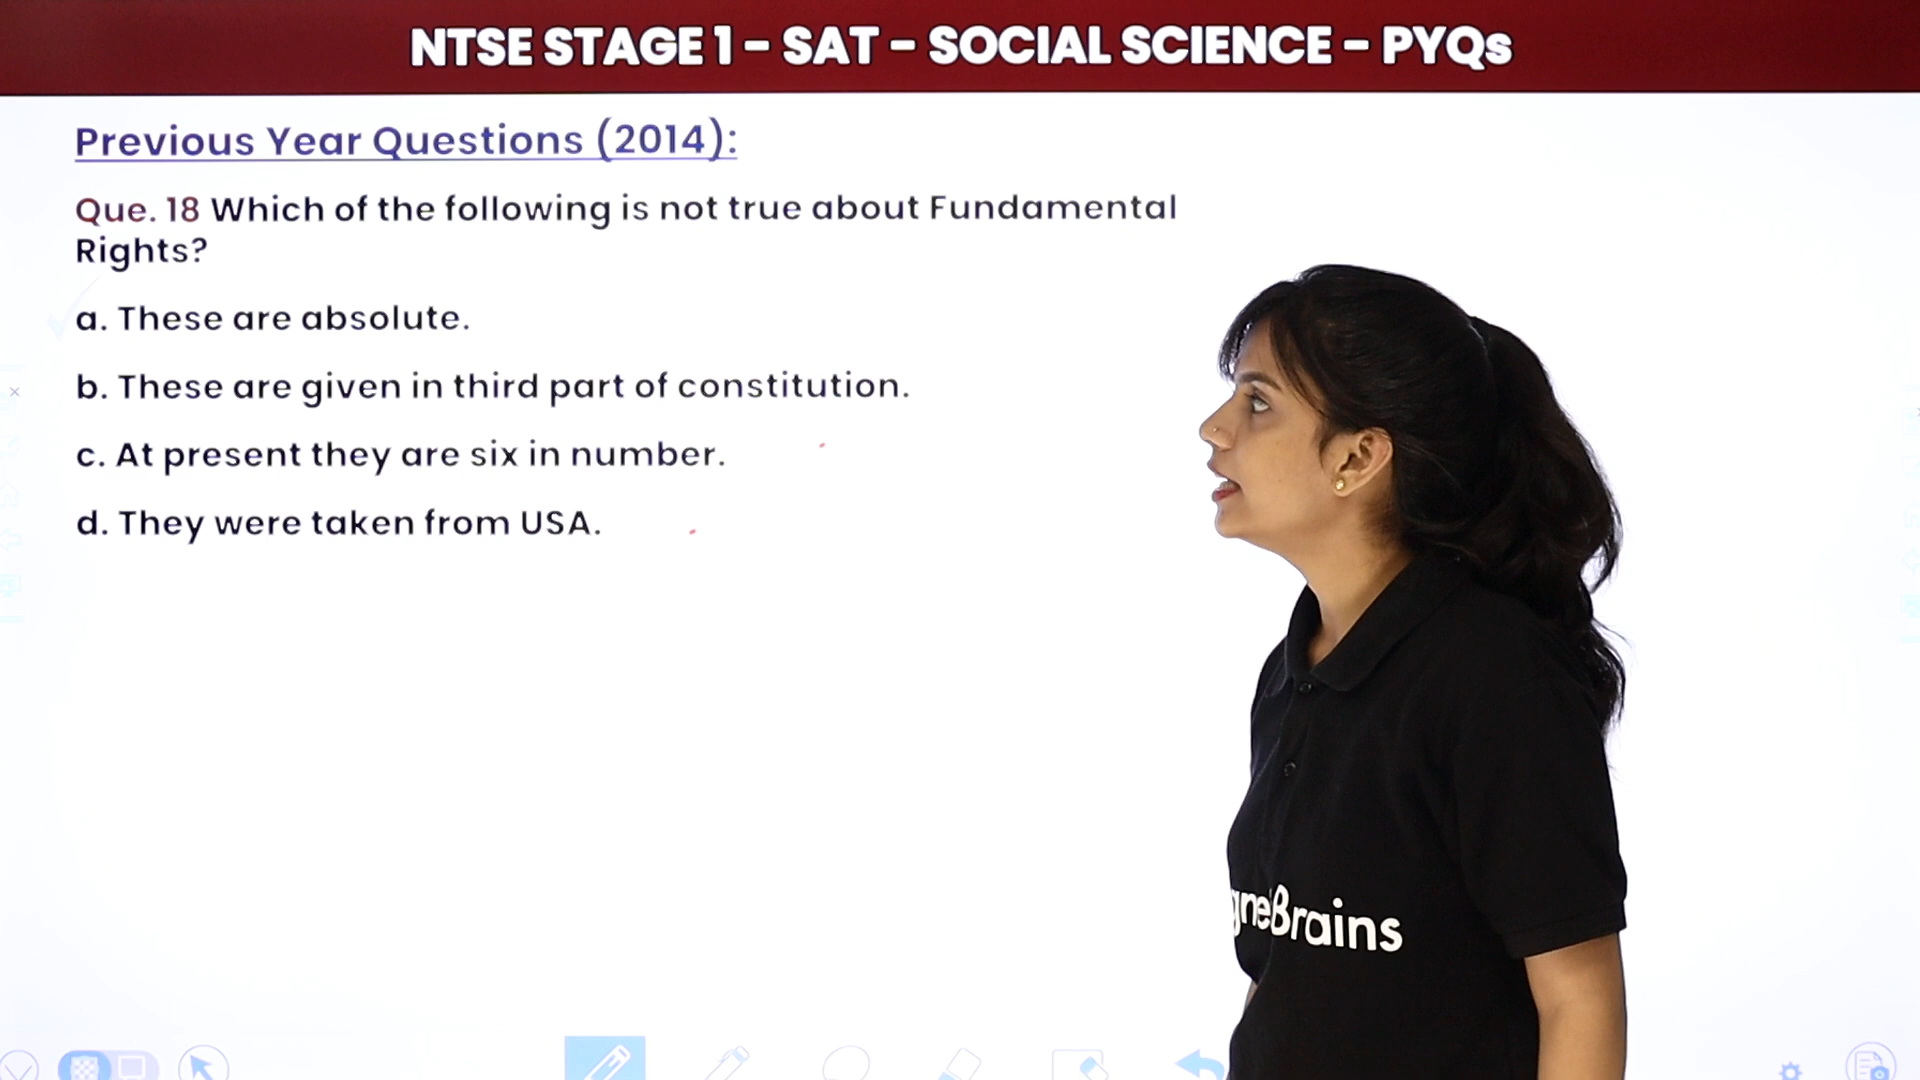 NTSE STAGE 1 – SAT – SOCIAL SCIENCE – PYQs
Previous Year Questions (2014):
Que. 18 Which of the following is not true about Fundamental
Rights?
a. These are absolute.
b. These are given in third part of constitution.
c. At present they are six in number.
d. They were taken from USA.
gneBrains